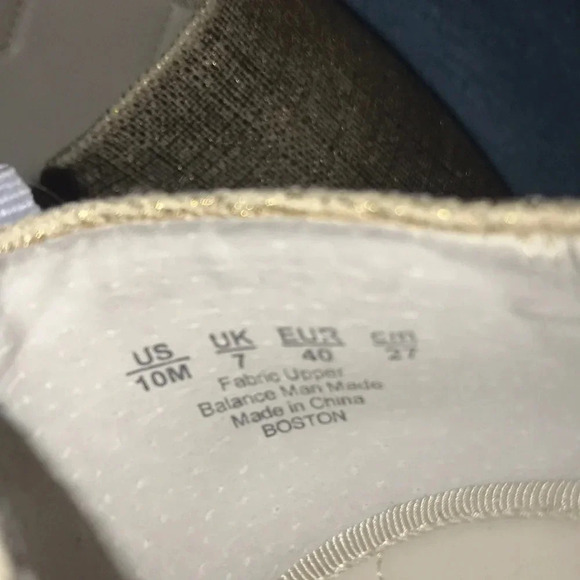 US UK EUR cm
10M 7 40 27
Fabric Upper
Balance Man Made
Made in China
BOSTON